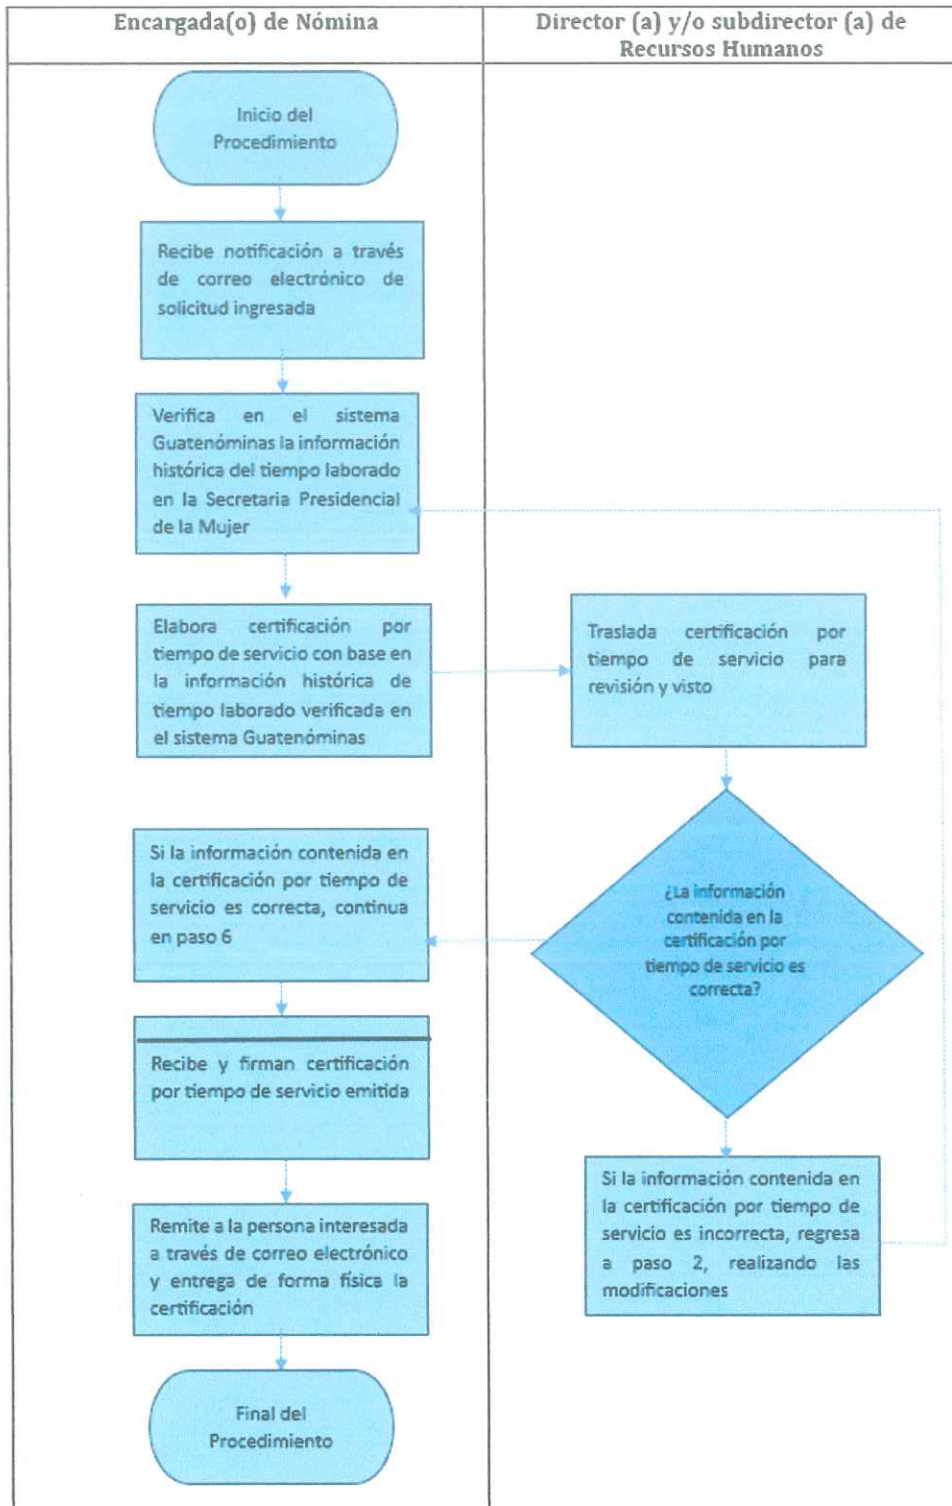 Encargada(o) de Nómina
Director (a) y/o subdirector (a) de
Recursos Humanos
Inicio del
Procedimiento
Recibe notificación a través
de correo electrónico de
solicitud ingresada
Verifica en el sistema
Guatenóminas la información
histórica del tiempo laborado
en la Secretaria Presidencial
de la Mujer
Elabora certificación por
tiempo de servicio con base en
la información histórica de
tiempo laborado verificada en
el sistema Guatenóminas
Traslada certificación por
tiempo de servicio para
revisión y visto
¿La información
contenida en la
certificación por
tiempo de servicio es
correcta?
Si la información contenida en
la certificación por tiempo de
servicio es correcta, continua
en paso 6
Recibe y firman certificación
por tiempo de servicio emitida
Si la información contenida en
la certificación por tiempo de
servicio es incorrecta, regresa
a paso 2, realizando las
modificaciones
Remite a la persona interesada
a través de correo electrónico
y entrega de forma física la
certificación
Final del
Procedimiento